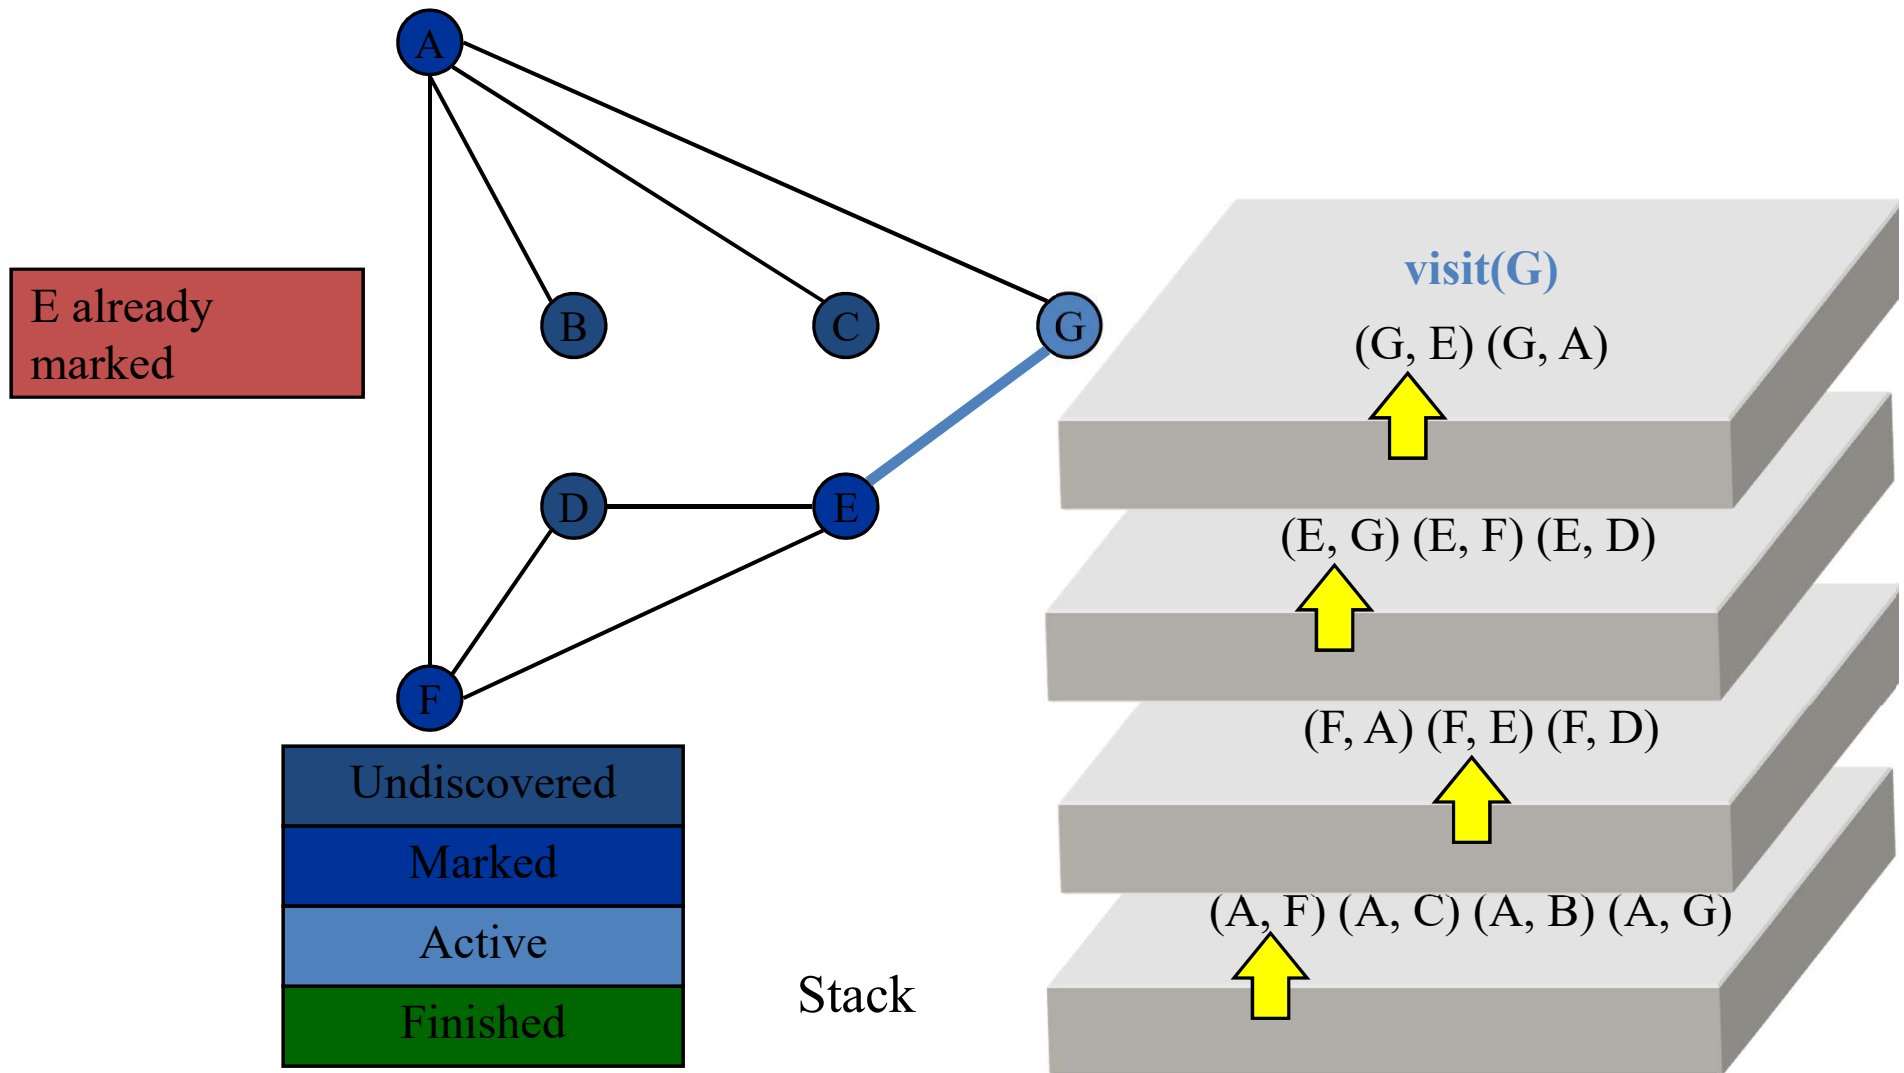 A
E already
marked
B
C
G
D
E
F
visit(G)
(G, E) (G, A)
(E, G) (E, F) (E, D)
(F, A) (F, E) (F, D)
(A, F) (A, C) (A, B) (A, G)
Undiscovered
Marked
Active
Finished
Stack